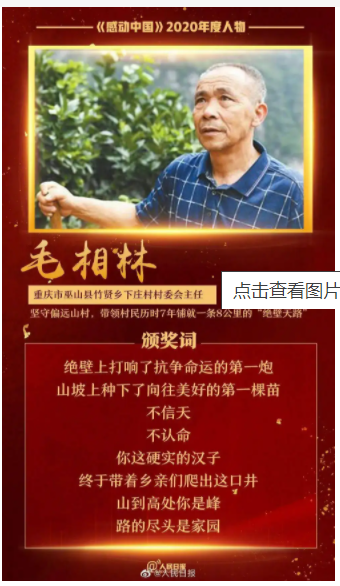 《感动中国》2020年度人物
毛相林
重庆市巫山县竹贤乡下庄村村委会主任
点击查看图片
坚守偏远山村，带领村民历时7年铺就一条8公里的“绝壁天路”
颁奖词
绝壁上打响了抗争命运的第一炮
山坡上种下了向往美好的第一棵苗
不信天
不认命
你这硬实的汉子
终于带着乡亲们爬出这口井
山到高处你是峰
路的尽头是家园
@人民日报
@人民日报